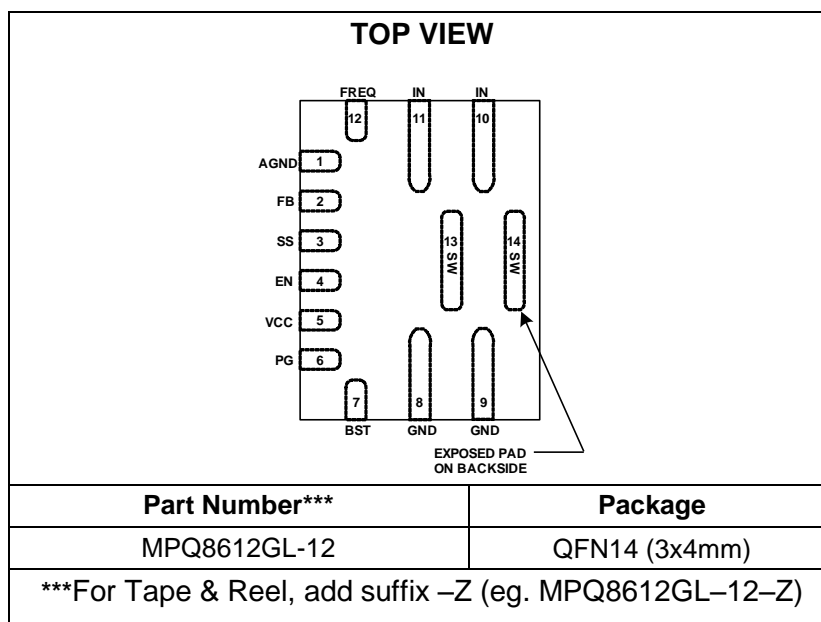 TOP VIEW
FREQ IN IN
12 11 10
AGND 1
FB 2
SS 3
EN 4
VCC 5
PG 6
13 SW
14 SW
7 8 9
BST GND GND
EXPOSED PAD
ON BACKSIDE
Part Number*** Package
MPQ8612GL-12 QFN14 (3x4mm)
***For Tape & Reel, add suffix –Z (eg. MPQ8612GL–12–Z)